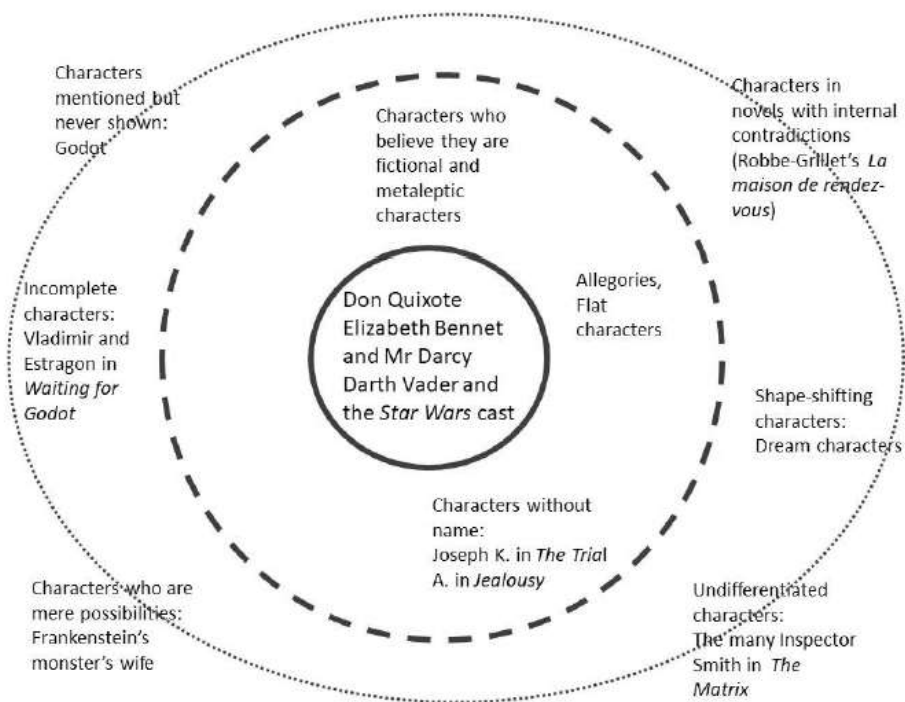 Characters
mentioned but
never shown:
Godot
Characters who
believe they are
fictional and
metaleptic
characters
Characters in
novels with internal
contradictions
(Robbe-Grillet's La
maison de rendez-
vous)
Incomplete
characters:
Vladimir and
Estragon in
Waiting for
Godot
Don Quixote
Elizabeth Bennet
and Mr Darcy
Darth Vader and
the Star Wars cast
Allegories,
Flat
characters
Shape-shifting
characters:
Dream characters
Characters without
name:
Joseph K. in The Trial
A. in Jealousy
Characters who are
mere possibilities:
Frankenstein's
monster's wife
Undifferentiated
characters:
The many Inspector
Smith in The
Matrix